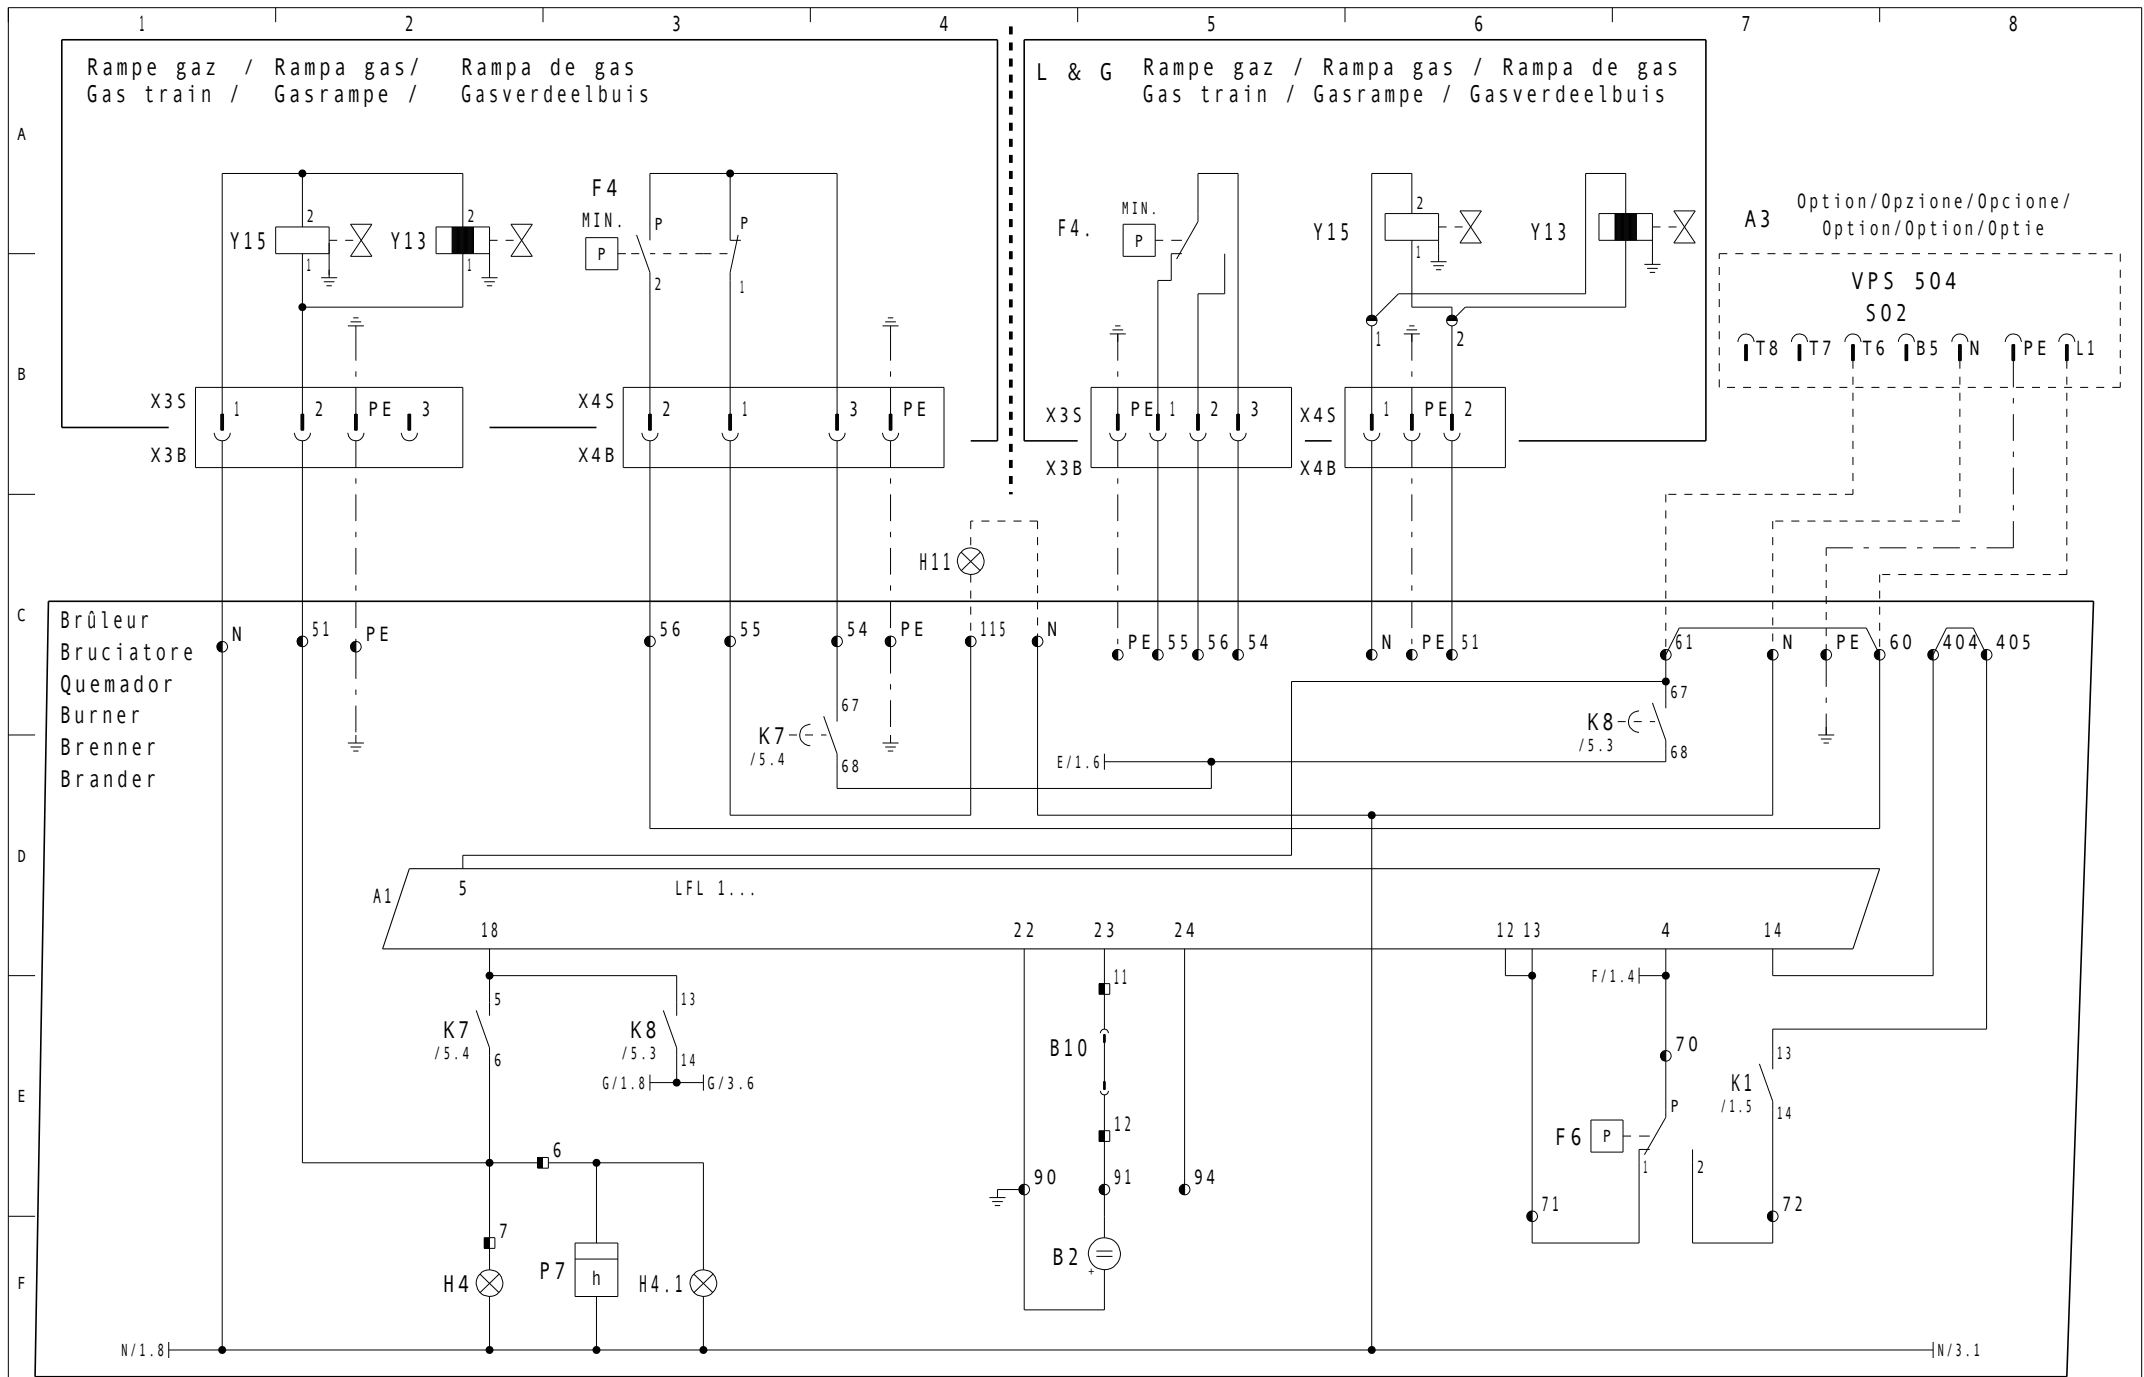 1 2 3 4 5 6 7 8
Rampe gaz / Rampa gas/ Rampa de gas
Gas train / Gasrampe / Gasverdeelbuis
L & G Rampe gaz / Rampa gas / Rampa de gas
Gas train / Gasrampe / Gasverdeelbuis
A
F4
MIN.
P
P P
2 1
Y15
2
1
Y13
2
1
F4.
MIN.
P
Y15
2
1
Y13
1 2
A3
Option/Opzione/Opcione/
Option/Option/Optie
VPS 504
S02
T8 T7 T6 B5 N PE L1
B
X3S 1 2 PE 3
X3B
X4S 2 1 3 PE
X4B
X3S PE 1 2 3
X3B
X4S 1 PE 2
X4B
H11
C
Brûleur
Bruciatore
Quemador
Burner
Brenner
Brander
N 51 PE 56 55 54 PE 115 N PE 55 56 54 N PE 51 61 N PE 60 404 405
67
K7
/5.4
68
E/1.6
67
K8
/5.3
68
D
A1
5 LFL 1...
18 22 23 24 12 13 4 14
5
K7
/5.4
6
13
K8
/5.3
14
G/1.8 G/3.6
11
B10
12
F/1.4
70
13
K1
/1.5
14
E
F6
P
P
1 2
6
90 91 94
71 72
7
F
H4
P7
h
H4.1
B2
+
N/1.8 N/3.1